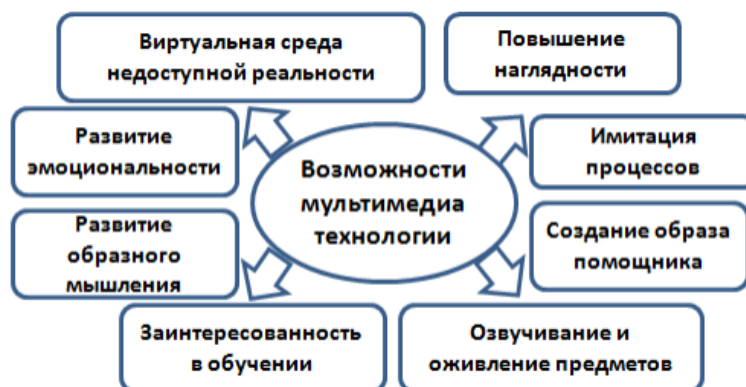 Виртуальная среда
недоступной реальности
Повышение
наглядности
Развитие
эмоциональности
Возможности
мультимедиа
технологии
Имитация
процессов
Развитие
образного
мышления
Создание образа
помощника
Заинтересованность
в обучении
Озвучивание и
оживление предметов